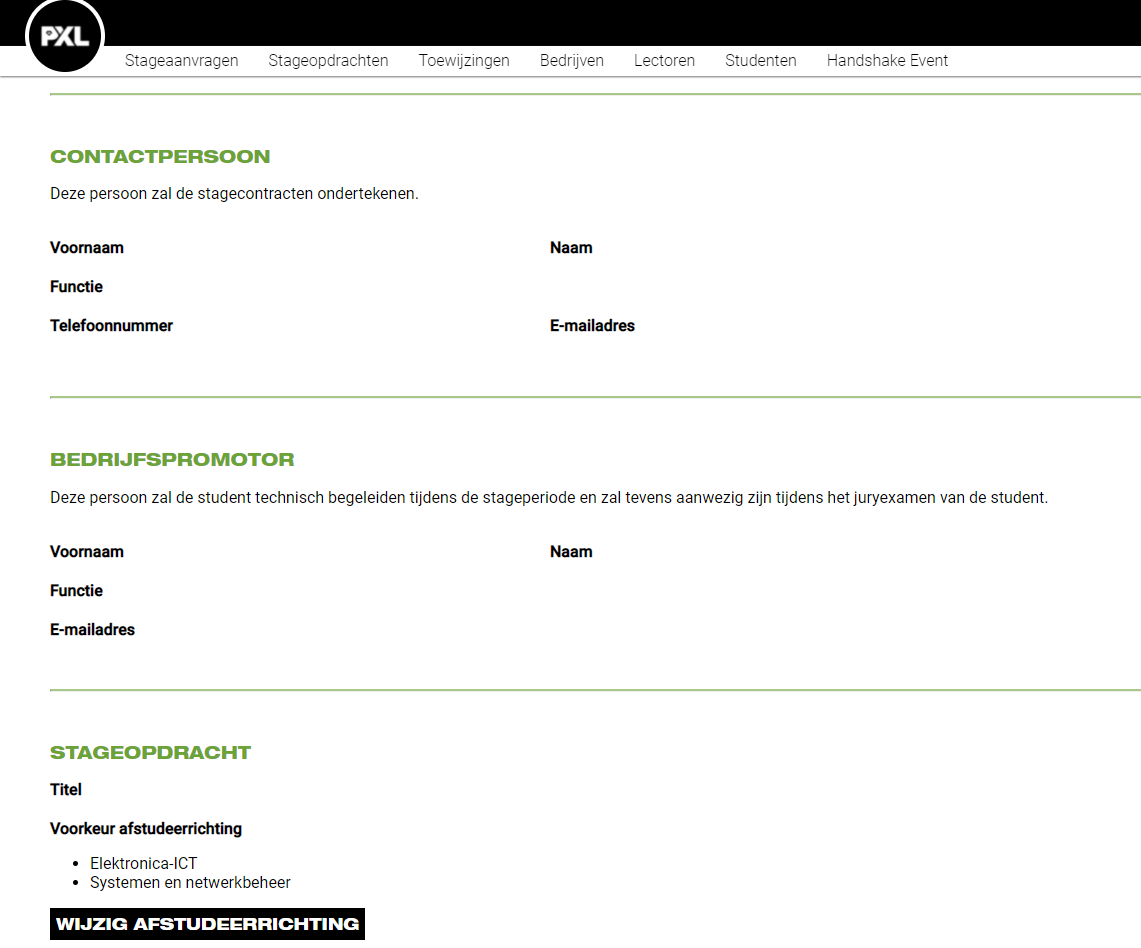 PXL
Stageaanvragen Stageopdrachten Toewijzingen Bedrijven Lectoren Studenten Handshake Event
CONTACTPERSOON
Deze persoon zal de stagecontracten ondertekenen.
Voornaam Naam
Functie
Telefoonnummer E-mailadres
BEDRIJFSPROMOTOR
Deze persoon zal de student technisch begeleiden tijdens de stageperiode en zal tevens aanwezig zijn tijdens het juryexamen van de student.
Voornaam Naam
Functie
E-mailadres
STAGEOPDRACHT
Titel
Voorkeur afstudeerrichting
• Elektronica-ICT
• Systemen en netwerkbeheer
WIJZIG AFSTUDEERRICHTING